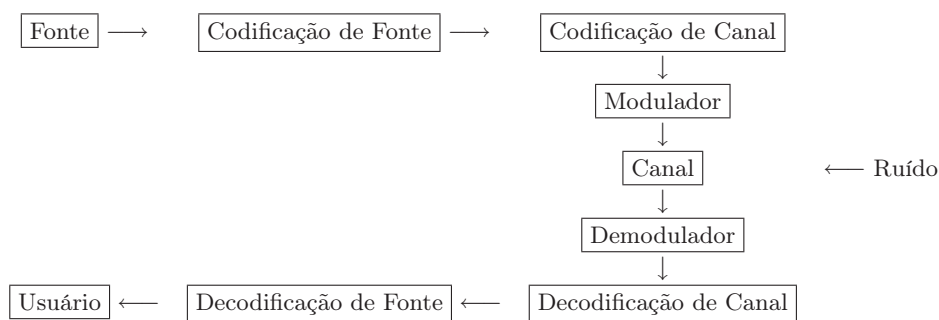 Fonte ⟶ Codificação de Fonte ⟶ Codificação de Canal
↓
Modulador
↓
Canal ⟵ Ruído
↓
Demodulador
↓
Usuário ⟵ Decodificação de Fonte ⟵ Decodificação de Canal